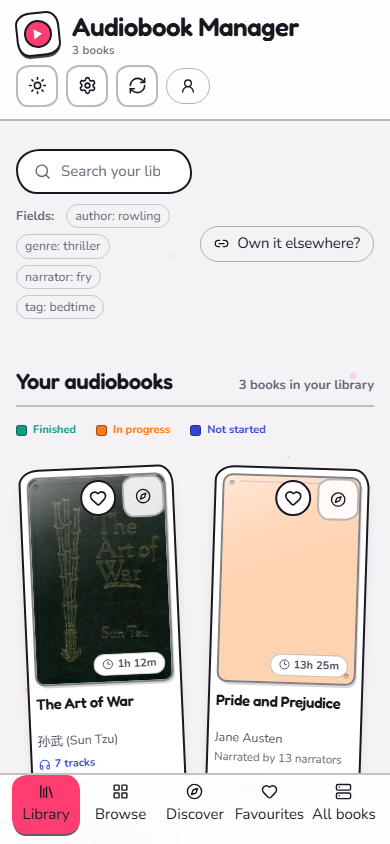 Audiobook Manager
3 books
Search your lib
Fields: author: rowling
genre: thriller
narrator: fry
tag: bedtime
Own it elsewhere?
Your audiobooks
3 books in your library
Finished
In progress
Not started
The
Art of
War
Sun Tzu
1h 12m
The Art of War
孙武 (Sun Tzu)
7 tracks
13h 25m
Pride and Prejudice
Jane Austen
Narrated by 13 narrators
Library
Browse
Discover
Favourites
All books